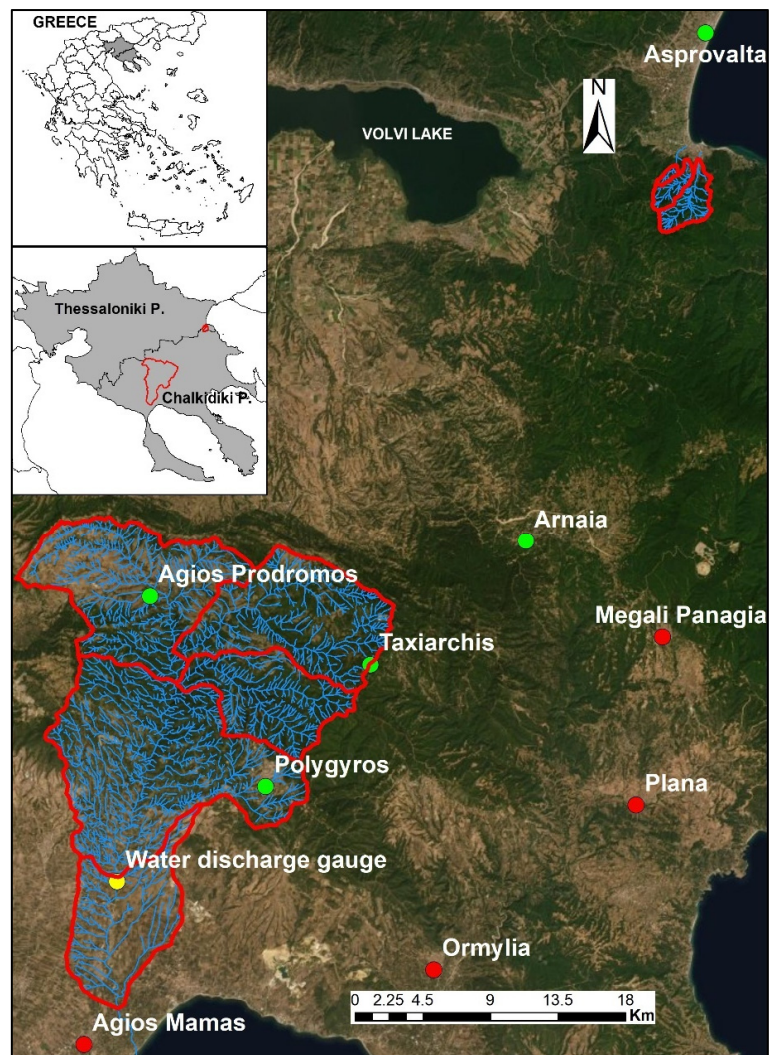 GREECE
Asprovalta
N
VOLVI LAKE
Thessaloniki P.
Chalkidiki P.
Arnaia
Agios Prodromos
Megali Panagia
Taxiarchis
Polygyros
Plana
Water discharge gauge
Ormylia
0 2.25 4.5 9 13.5 18
Km
Agios Mamas